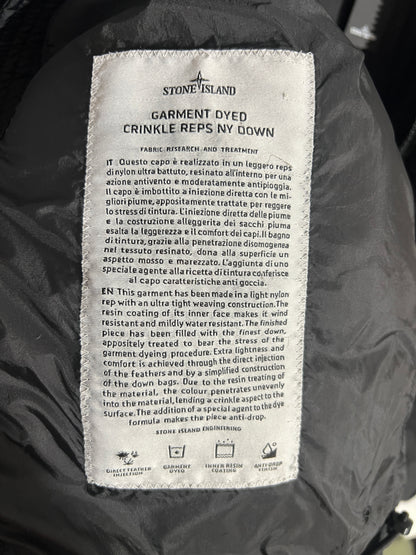 STONE ISLAND
GARMENT DYED
CRINKLE REPS NY DOWN
FABRIC RESEARCH AND TREATMENT
IT Questo capo è realizzato in un leggero reps
di nylon ultra battuto, resinato all'interno per una
azione antivento e moderatamente antipioggia.
Il capo è imbottito a iniezione diretta con le mi-
gliori piume, appositamente trattate per reggere
lo stress di tintura. L'iniezione diretta delle piume
e la costruzione alleggerita dei sacchi piuma
esalta la leggerezza e il comfort dei capi. Il bagno
di tintura, grazie alla penetrazione disomogenea
nel tessuto resinato, dona alla superficie un
aspetto mosso e marezzato. L'aggiunta di uno
speciale agente alla ricetta di tintura conferisce
al capo caratteristiche anti goccia.
EN This garment has been made in a light nylon
rep with an ultra tight weaving construction. The
resin coating of its inner face makes it wind
resistant and mildly water resistant. The finished
piece has been filled with the finest down,
appositely treated to bear the stress of the
garment dyeing procedure. Extra lightness and
comfort is achieved through the direct injection
of the feathers and by a simplified construction
of the down bags. Due to the resin treating of
the material, the colour penetrates unevenly
into the material, lending a crinkle aspect to the
surface. The addition of a special agent to the dye
formula makes the piece anti-drop.
STONE ISLAND ENGINEERING
DIRECT FEATHER
INJECTION
GARMENT
DYED
INNER RESIN
COATING
ANTI-DROP
FINISH